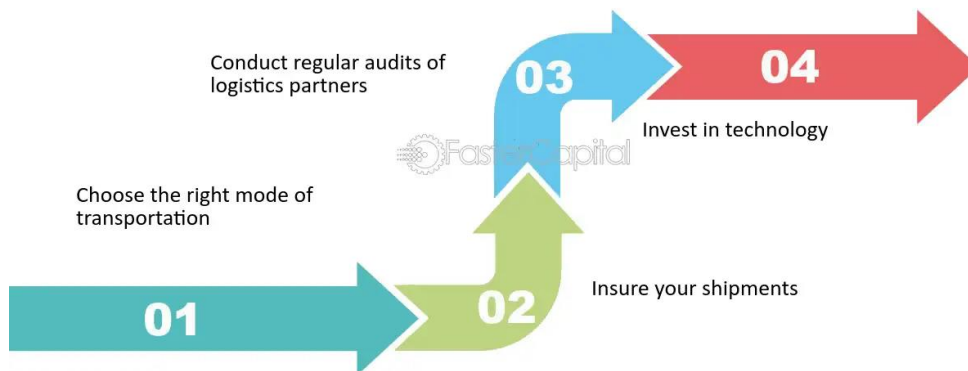 Conduct regular audits of
logistics partners
03
04
Invest in technology
FasterCapital
Choose the right mode of
transportation
01
02
Insure your shipments